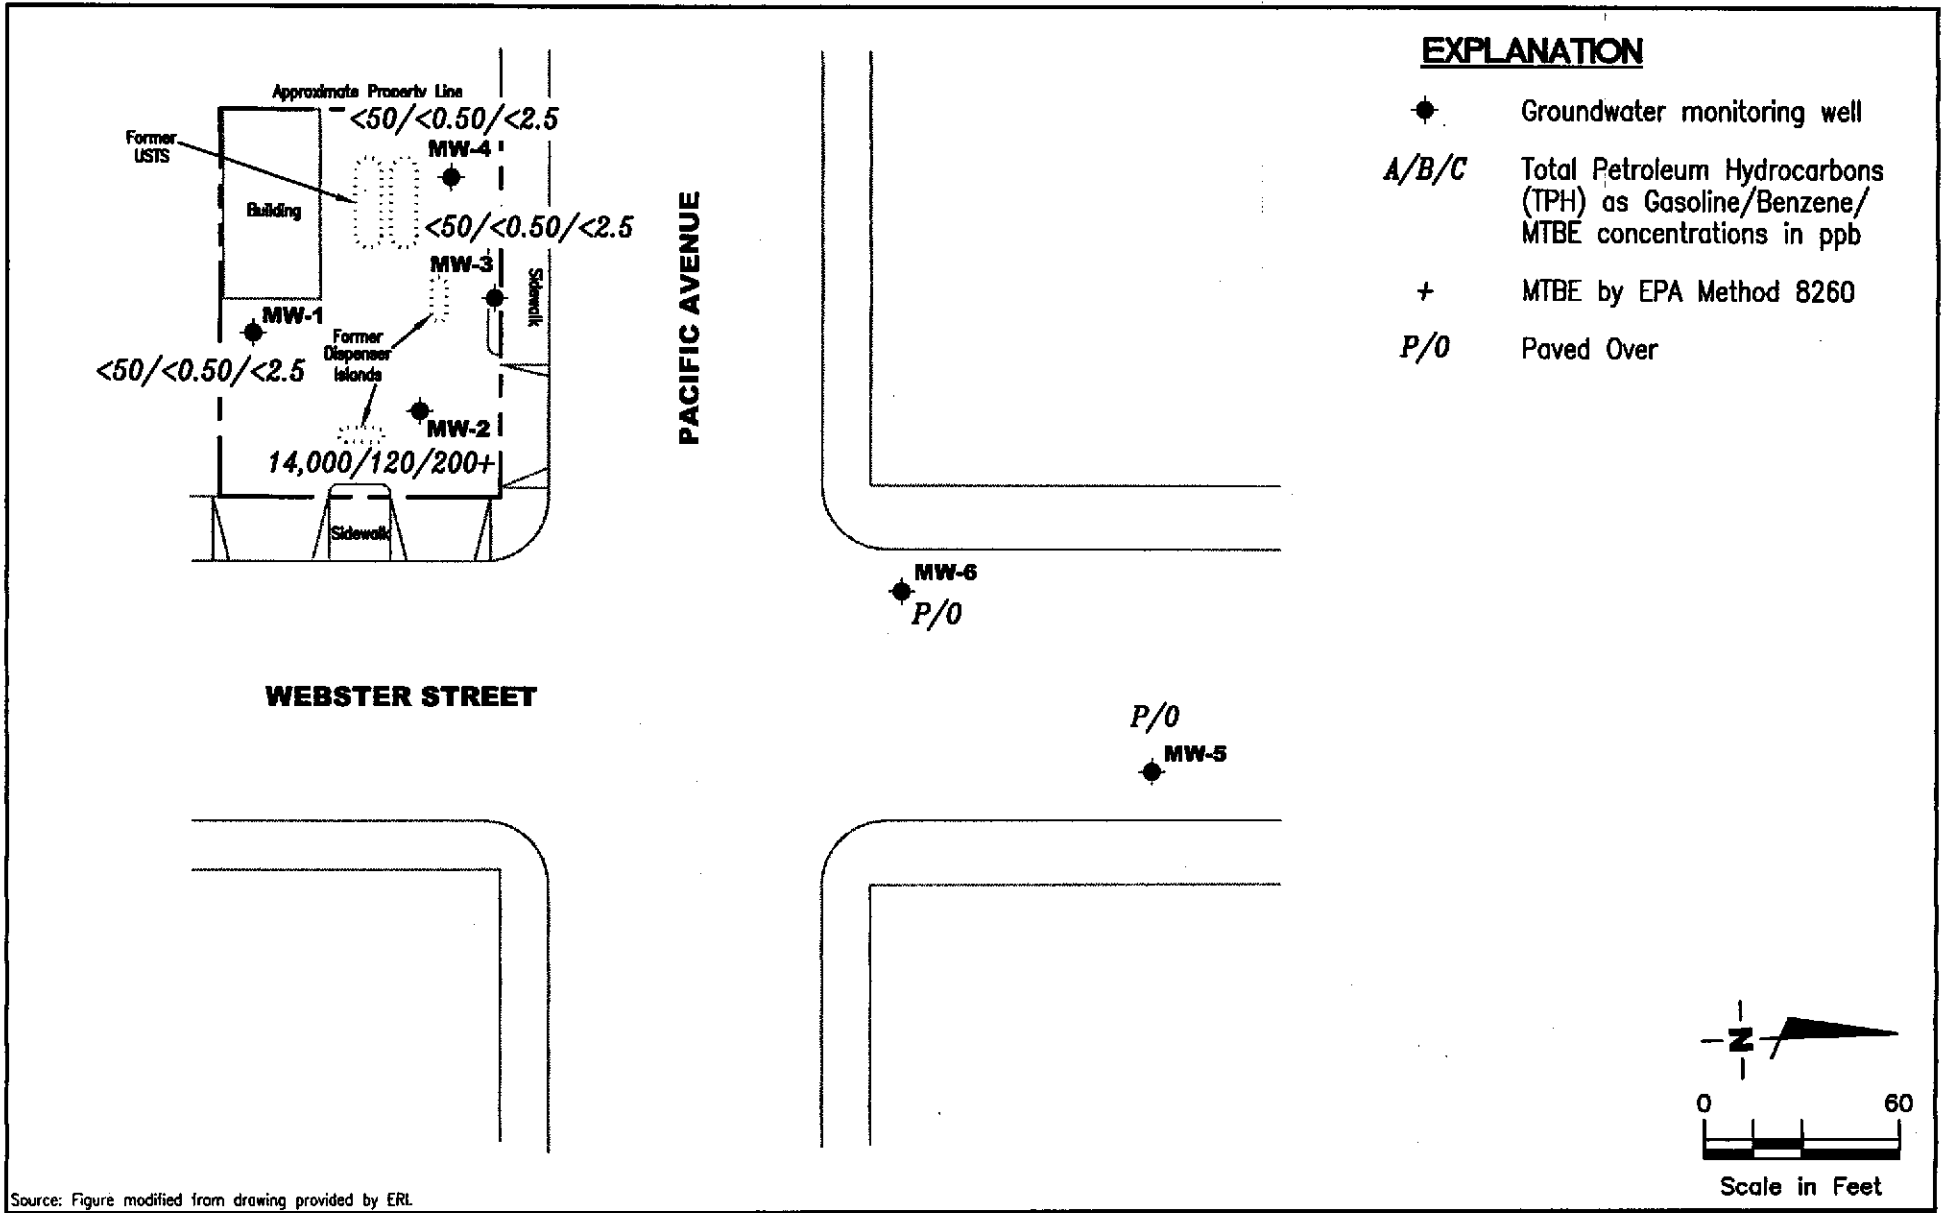 EXPLANATION
Groundwater monitoring well
A/B/C Total Petroleum Hydrocarbons
(TPH) as Gasoline/Benzene/
MTBE concentrations in ppb
+ MTBE by EPA Method 8260
P/O Paved Over
Approximate Property Line
<50/<0.50/<2.5
Former
USTS
MW-4
Building
<50/<0.50/<2.5
MW-3
Sidewalk
MW-1
Former
Dispenser
Islands
<50/<0.50/<2.5
MW-2
14,000/120/200+
Sidewalk
PACIFIC AVENUE
MW-6
P/O
WEBSTER STREET
P/O
MW-5
N
0 60
Scale in Feet
Source: Figure modified from drawing provided by ERI.